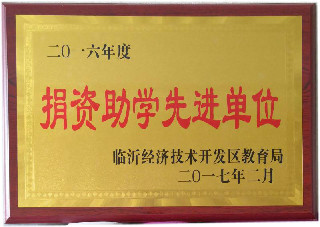 二〇一六年度
捐资助学先进单位
临沂经济技术开发区教育局
二〇一七年二月